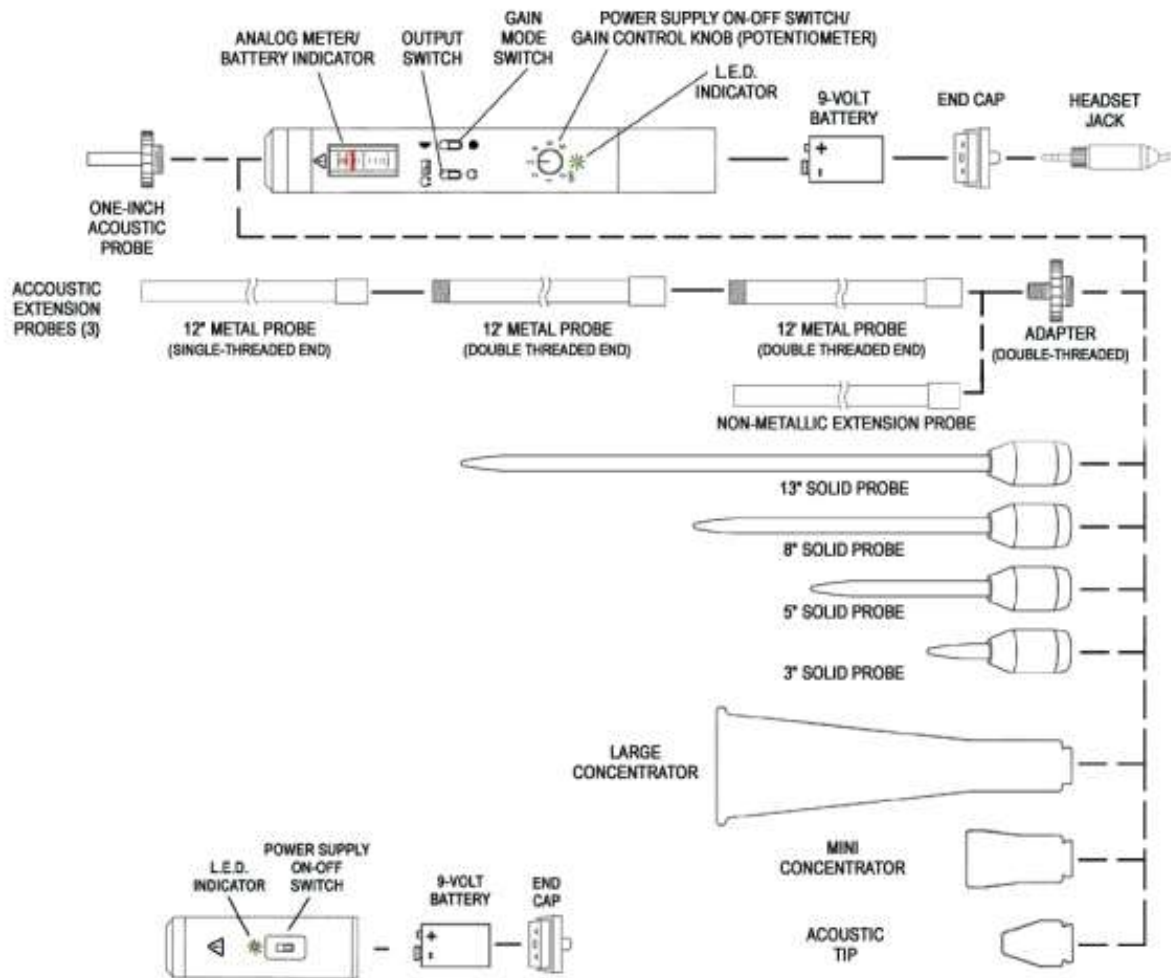 ANALOG METER/
BATTERY INDICATOR
OUTPUT
SWITCH
GAIN
MODE
SWITCH
POWER SUPPLY ON-OFF SWITCH/
GAIN CONTROL KNOB (POTENTIOMETER)
L.E.D.
INDICATOR
9-VOLT
BATTERY
END CAP
HEADSET
JACK
+
-
ONE-INCH
ACOUSTIC
PROBE
ACCOUSTIC
EXTENSION
PROBES (3)
12" METAL PROBE
(SINGLE-THREADED END)
12' METAL PROBE
(DOUBLE THREADED END)
12' METAL PROBE
(DOUBLE THREADED END)
ADAPTER
(DOUBLE-THREADED)
NON-METALLIC EXTENSION PROBE
13" SOLID PROBE
8" SOLID PROBE
5" SOLID PROBE
3" SOLID PROBE
LARGE
CONCENTRATOR
MINI
CONCENTRATOR
ACOUSTIC
TIP
L.E.D.
INDICATOR
POWER SUPPLY
ON-OFF
SWITCH
9-VOLT
BATTERY
END
CAP
+
-